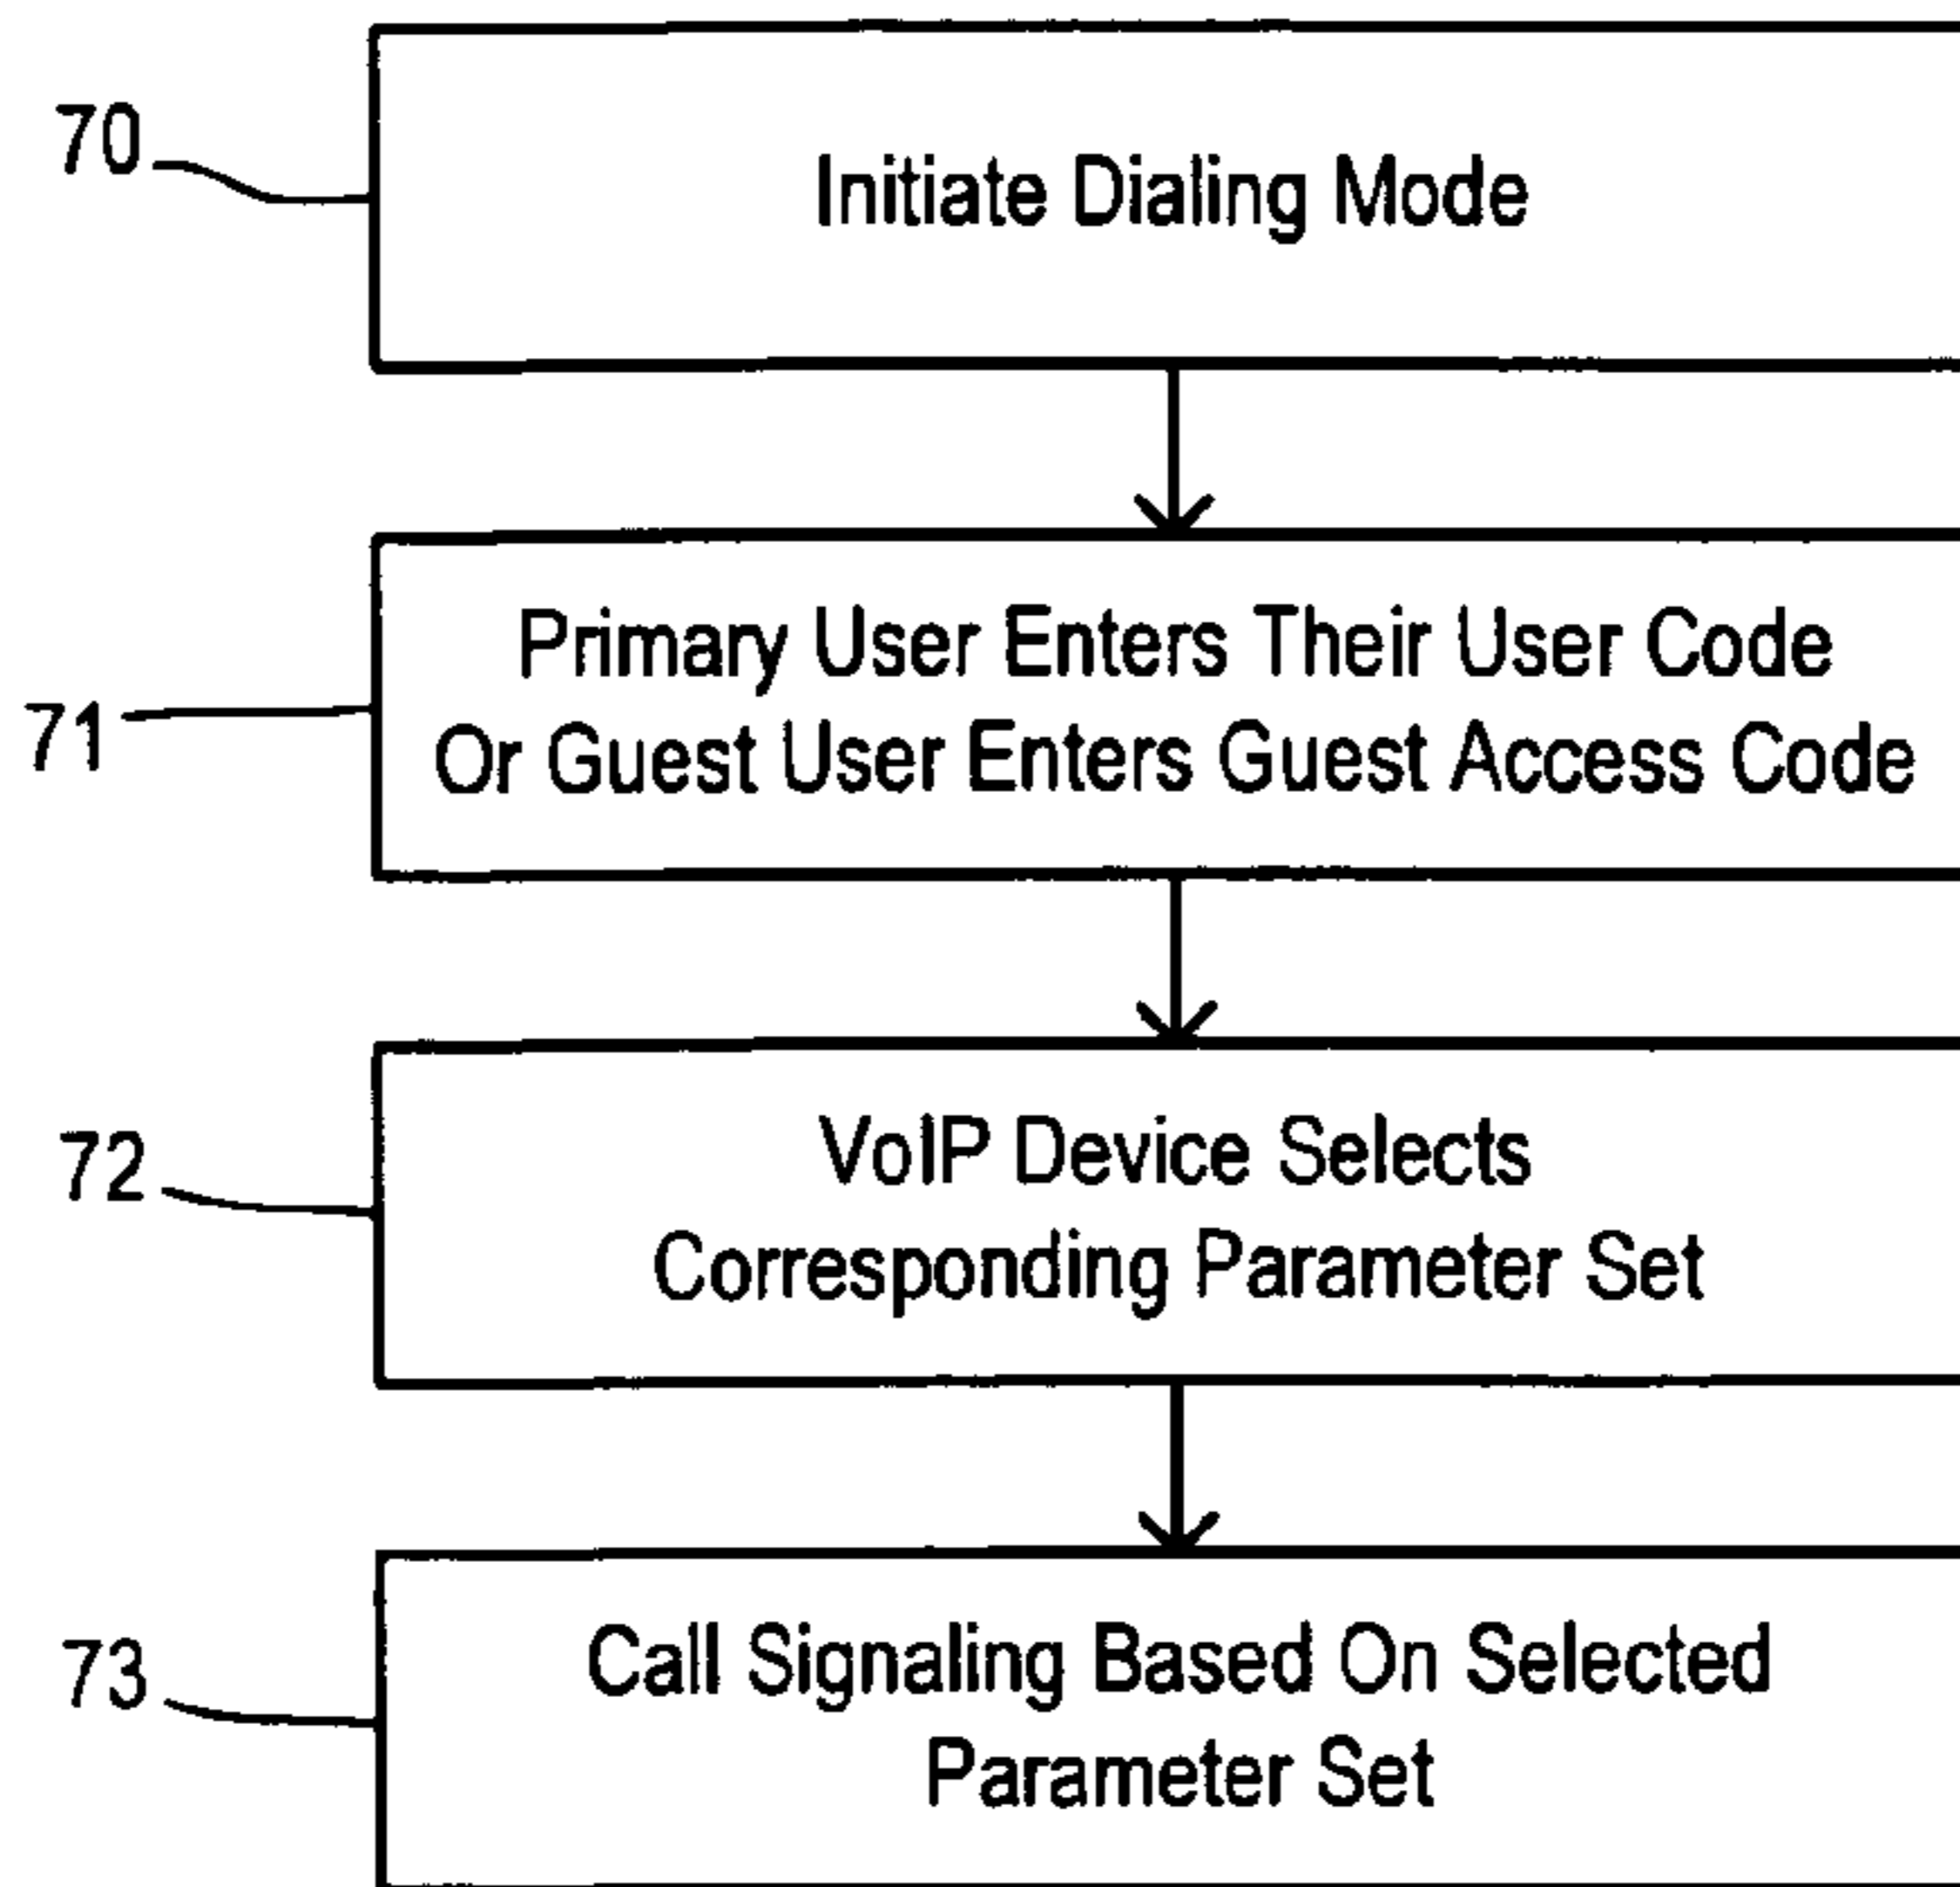 70
Initiate Dialing Mode
71
Primary User Enters Their User Code
Or Guest User Enters Guest Access Code
72
VoIP Device Selects
Corresponding Parameter Set
73
Call Signaling Based On Selected
Parameter Set